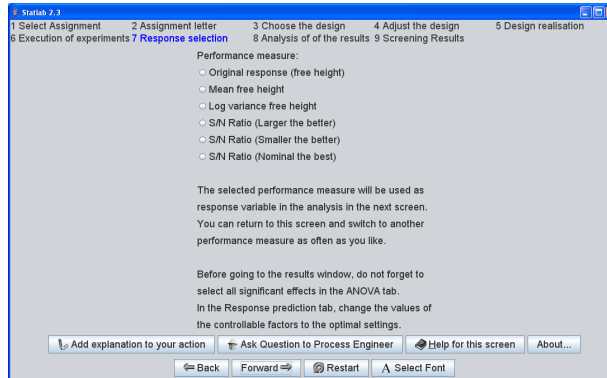 Statlab 2.3
1 Select Assignment 2 Assignment letter 3 Choose the design 4 Adjust the design 5 Design realisation
6 Execution of experiments 7 Response selection 8 Analysis of of the results 9 Screening Results
Performance measure:
Original response (free height)
Mean free height
Log variance free height
S/N Ratio (Larger the better)
S/N Ratio (Smaller the better)
S/N Ratio (Nominal the best)
The selected performance measure will be used as
response variable in the analysis in the next screen.
You can return to this screen and switch to another
performance measure as often as you like.
Before going to the results window, do not forget to
select all significant effects in the ANOVA tab.
In the Response prediction tab, change the values of
the controllable factors to the optimal settings.
Add explanation to your action Ask Question to Process Engineer Help for this screen About...
Back Forward Restart A Select Font